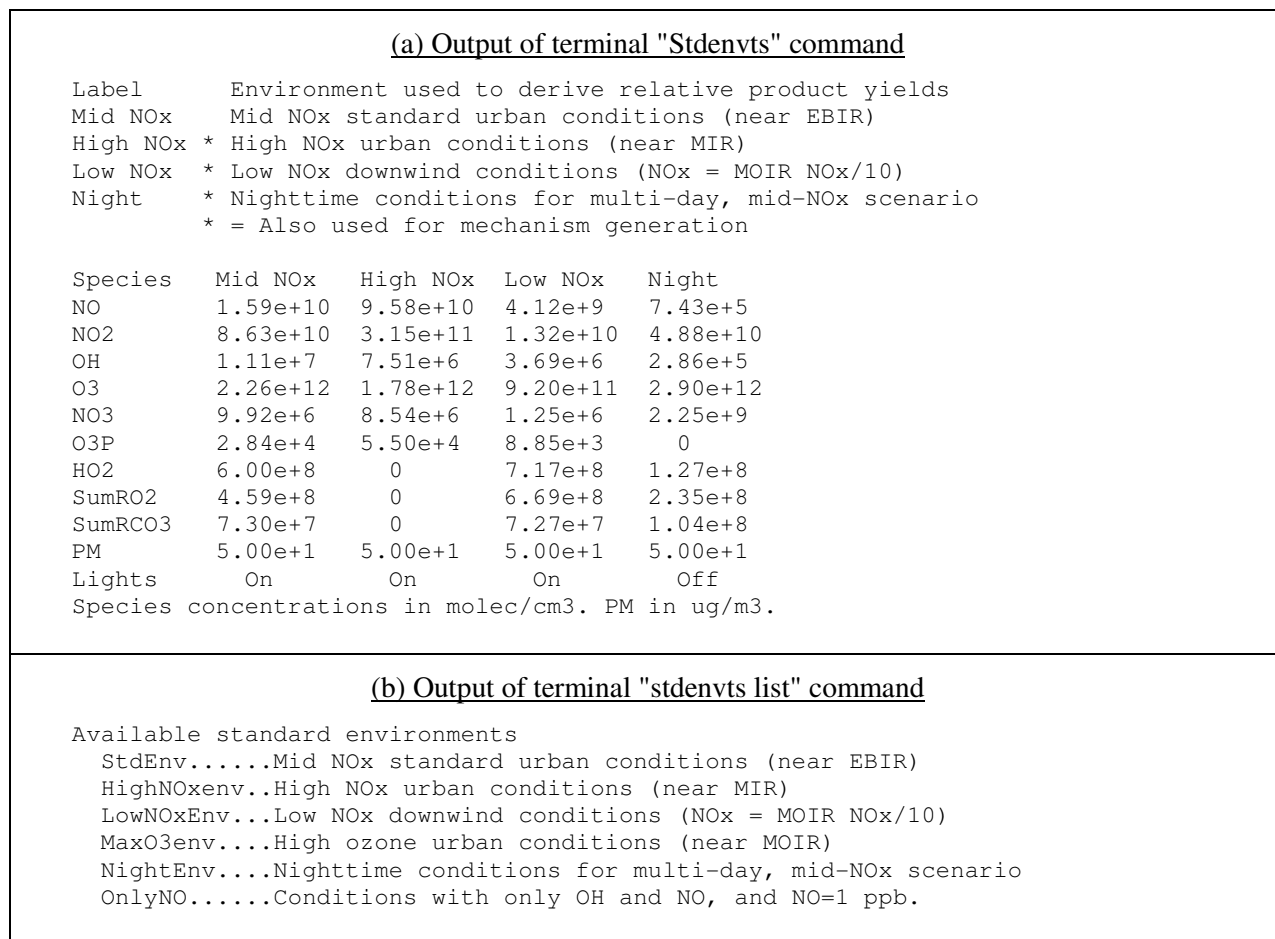 (a) Output of terminal "Stdenvts" command
Label Environment used to derive relative product yields
Mid NOx Mid NOx standard urban conditions (near EBIR)
High NOx * High NOx urban conditions (near MIR)
Low NOx * Low NOx downwind conditions (NOx = MOIR NOx/10)
Night * Nighttime conditions for multi-day, mid-NOx scenario
* = Also used for mechanism generation
Species Mid NOx High NOx Low NOx Night
NO 1.59e+10 9.58e+10 4.12e+9 7.43e+5
NO2 8.63e+10 3.15e+11 1.32e+10 4.88e+10
OH 1.11e+7 7.51e+6 3.69e+6 2.86e+5
O3 2.26e+12 1.78e+12 9.20e+11 2.90e+12
NO3 9.92e+6 8.54e+6 1.25e+6 2.25e+9
O3P 2.84e+4 5.50e+4 8.85e+3 0
HO2 6.00e+8 0 7.17e+8 1.27e+8
SumRO2 4.59e+8 0 6.69e+8 2.35e+8
SumRCO3 7.30e+7 0 7.27e+7 1.04e+8
PM 5.00e+1 5.00e+1 5.00e+1 5.00e+1
Lights On On On Off
Species concentrations in molec/cm3. PM in ug/m3.
(b) Output of terminal "stdenvts list" command
Available standard environments
StdEnv......Mid NOx standard urban conditions (near EBIR)
HighNOxenv..High NOx urban conditions (near MIR)
LowNOxEnv...Low NOx downwind conditions (NOx = MOIR NOx/10)
MaxO3env....High ozone urban conditions (near MOIR)
NightEnv....Nighttime conditions for multi-day, mid-NOx scenario
OnlyNO......Conditions with only OH and NO, and NO=1 ppb.